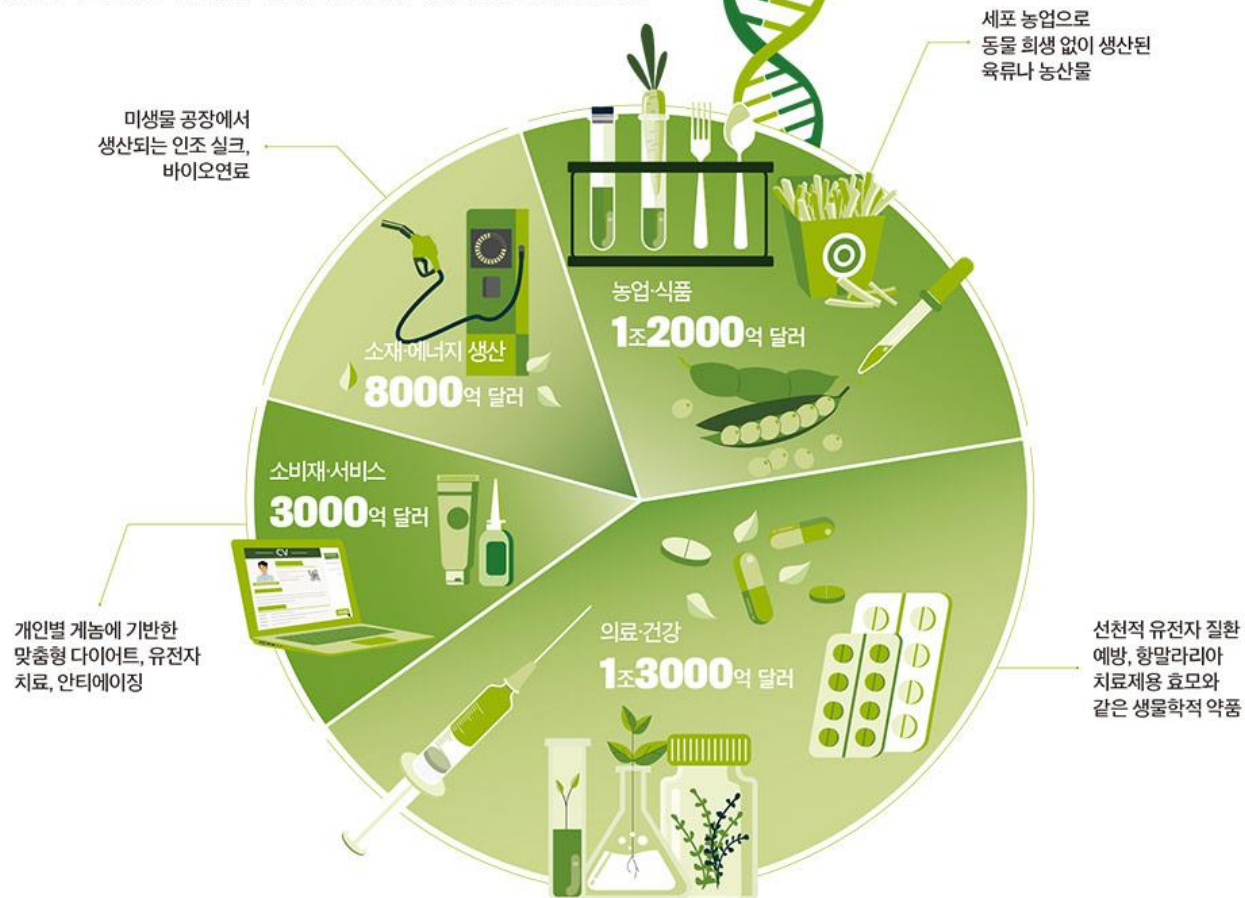 세포 농업으로
동물 희생 없이 생산된
육류나 농산물
미생물 공장에서
생산되는 인조 실크,
바이오연료
농업·식품
1조2000억 달러
소재·에너지 생산
8000억 달러
소비재·서비스
3000억 달러
CV
개인별 게놈에 기반한
맞춤형 다이어트, 유전자
치료, 안티에이징
의료·건강
1조3000억 달러
선천적 유전자 질환
예방, 항말라리아
치료제용 효모와
같은 생물학적 약품